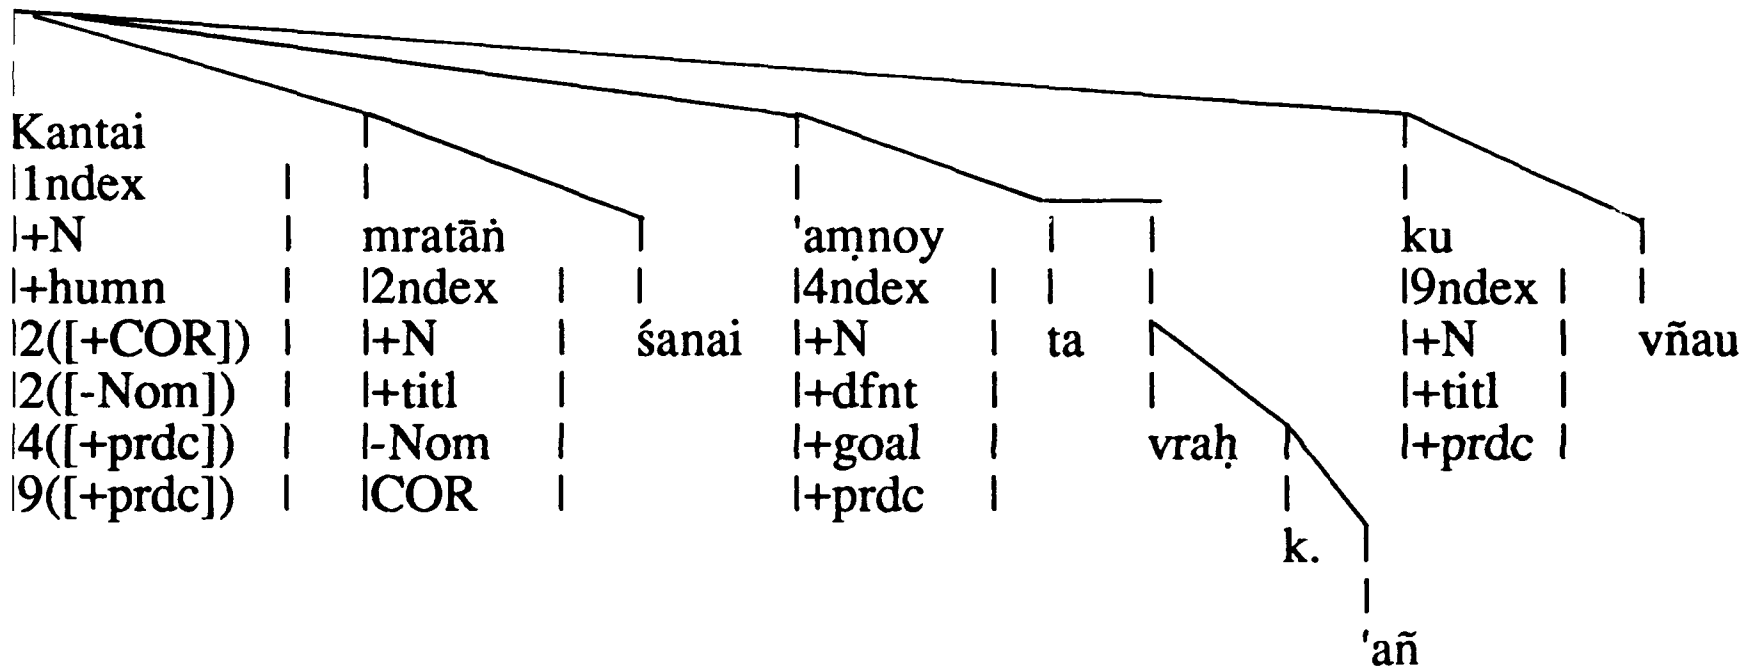 Kantai
|1ndex | |
|+N | mratāṅ | 'aṃnoy | | ku |
|+humn | |2ndex | | |4ndex | | | |9ndex | |
|2([+COR]) | |+N | śanai |+N | ta |+N | vñau
|2([-Nom]) | |+titl | |+dfnt | | |+titl |
|4([+prdc]) | |-Nom | |+goal | vraḥ |+prdc |
|9([+prdc]) | |COR | |+prdc |
k.
'añ